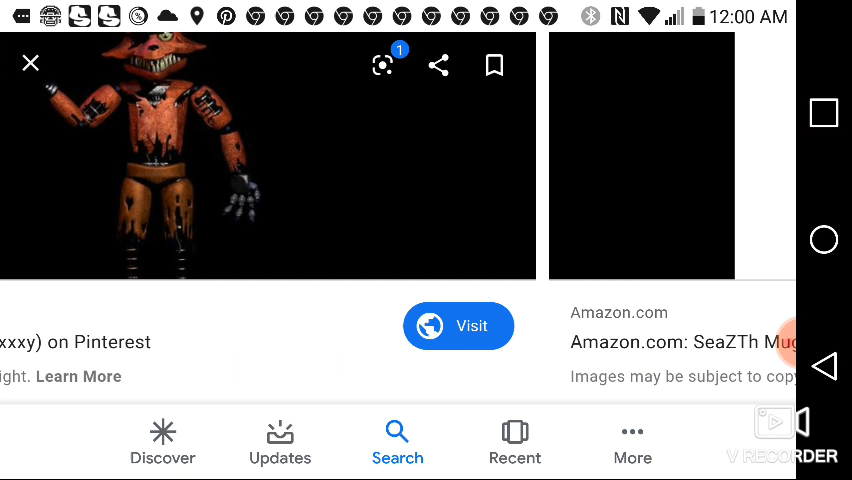 12:00 AM
1
Visit
xxxy) on Pinterest
ight. Learn More
Amazon.com
Amazon.com: SeaZTh Mug
Images may be subject to copy
Discover
Updates
Search
Recent
More
V RECORDER